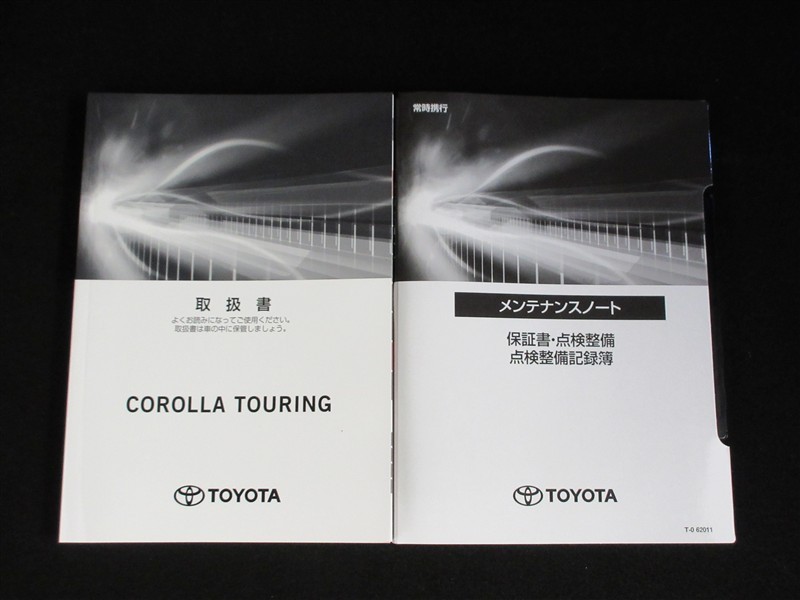 取扱書
よくお読みになってご使用ください。
取扱書は車の中に保管しましょう。
COROLLA TOURING
TOYOTA
常時携行
メンテナンスノート
保証書・点検整備
点検整備記録簿
TOYOTA
T-0 62011